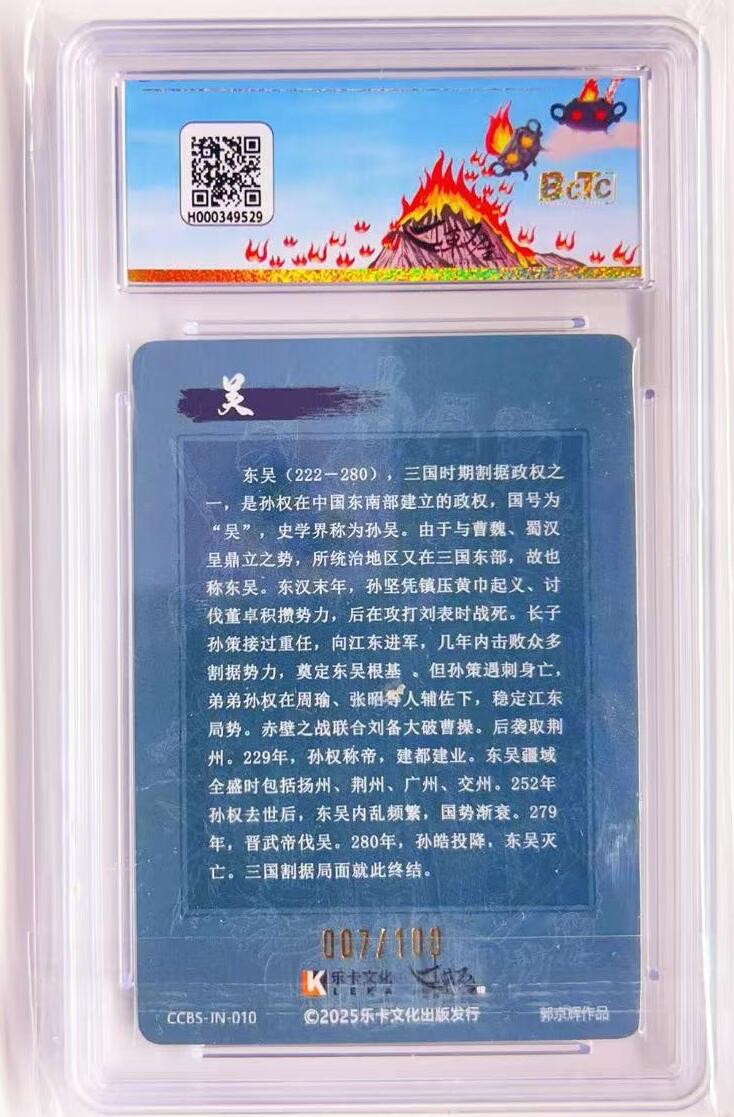 H000349529
BCTC
吴
东吴（222－280），三国时期割据政权之
一，是孙权在中国东南部建立的政权，国号为
“吴”，史学界称为孙吴。由于与曹魏、蜀汉
呈鼎立之势，所统治地区又在三国东部，故也
称东吴。东汉末年，孙坚凭镇压黄巾起义、讨
伐董卓积攒势力，后在攻打刘表时战死。长子
孙策接过重任，向江东进军，几年内击败众多
割据势力，奠定东吴根基 。但孙策遇刺身亡，
弟弟孙权在周瑜、张昭等人辅佐下，稳定江东
局势。赤壁之战联合刘备大破曹操。后袭取荆
州。229年，孙权称帝，建都建业。东吴疆域
全盛时包括扬州、荆州、广州、交州。252年
孙权去世后，东吴内乱频繁，国势渐衰。279
年，晋武帝伐吴。280年，孙皓投降，东吴灭
亡。三国割据局面就此终结。
007/100
乐卡文化
LEKA
CCBS-JN-010 ©2025乐卡文化出版发行 郭京辉作品